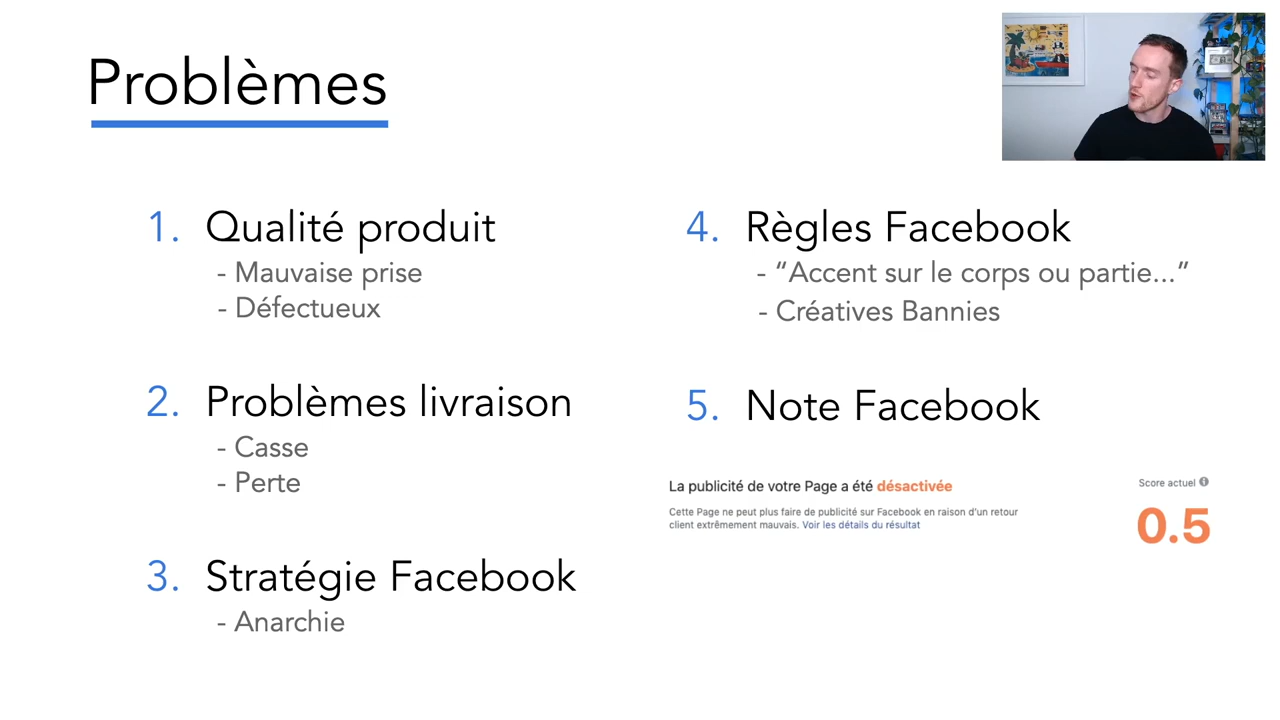 Problèmes
1. Qualité produit
- Mauvaise prise
- Défectueux
2. Problèmes livraison
- Casse
- Perte
3. Stratégie Facebook
- Anarchie
4. Règles Facebook
- “Accent sur le corps ou partie...”
- Créatives Bannies
5. Note Facebook
La publicité de votre Page a été désactivée
Cette Page ne peut plus faire de publicité sur Facebook en raison d'un retour
client extrêmement mauvais. Voir les détails du résultat
Score actuel
0.5